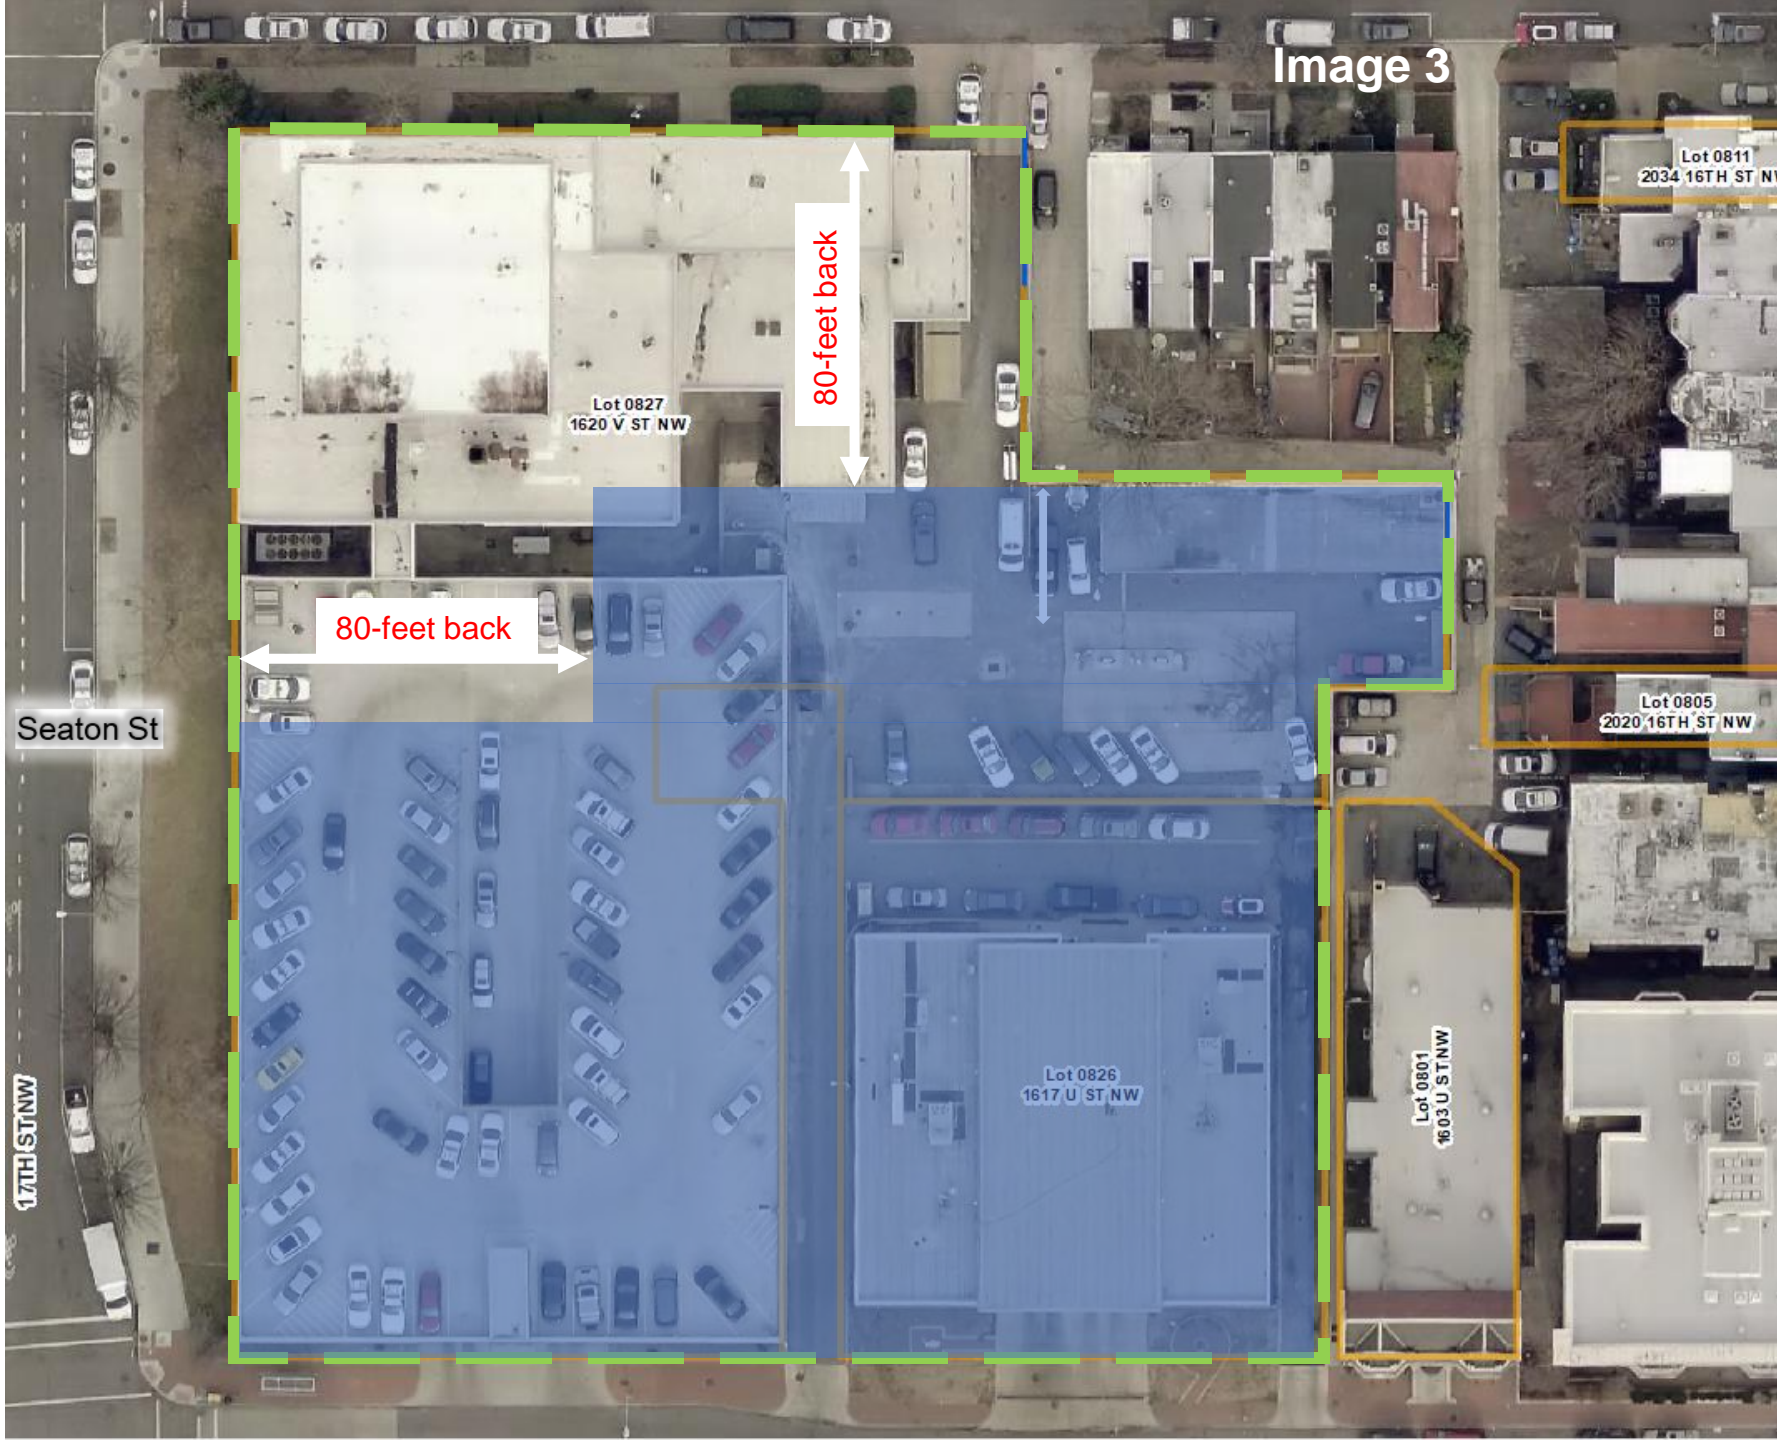 Image 3
Lot 0811
2034 16TH ST NW
80-feet back
Lot 0827
1620 V ST NW
80-feet back
Seaton St
Lot 0805
2020 16TH ST NW
17TH ST NW
Lot 0826
1617 U ST NW
Lot 0801
1603 U ST NW